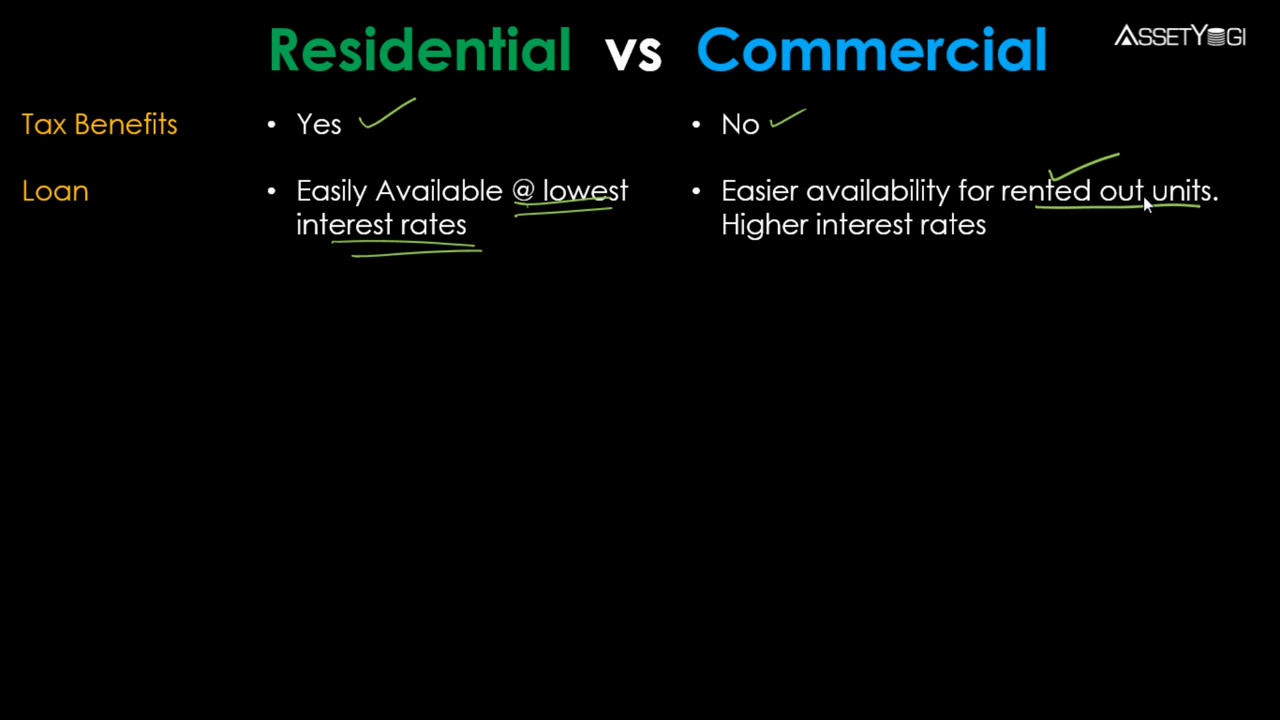 Residential vs Commercial
ASSETYOGI
Tax Benefits • Yes • No
Loan • Easily Available @ lowest • Easier availability for rented out units.
interest rates Higher interest rates